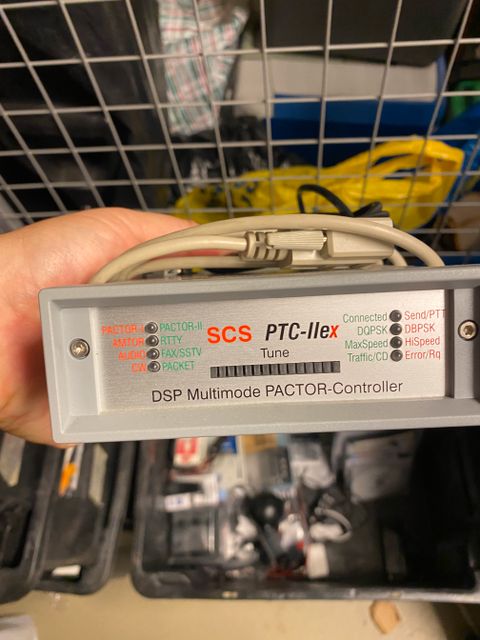 PACTOR-I PACTOR-II
AMTOR RTTY
AUDIO FAX/SSTV
CW PACKET
SCS PTC-IIex
Tune
Connected Send/PTT
DQPSK DBPSK
MaxSpeed HiSpeed
Traffic/CD Error/Rq
DSP Multimode PACTOR-Controller